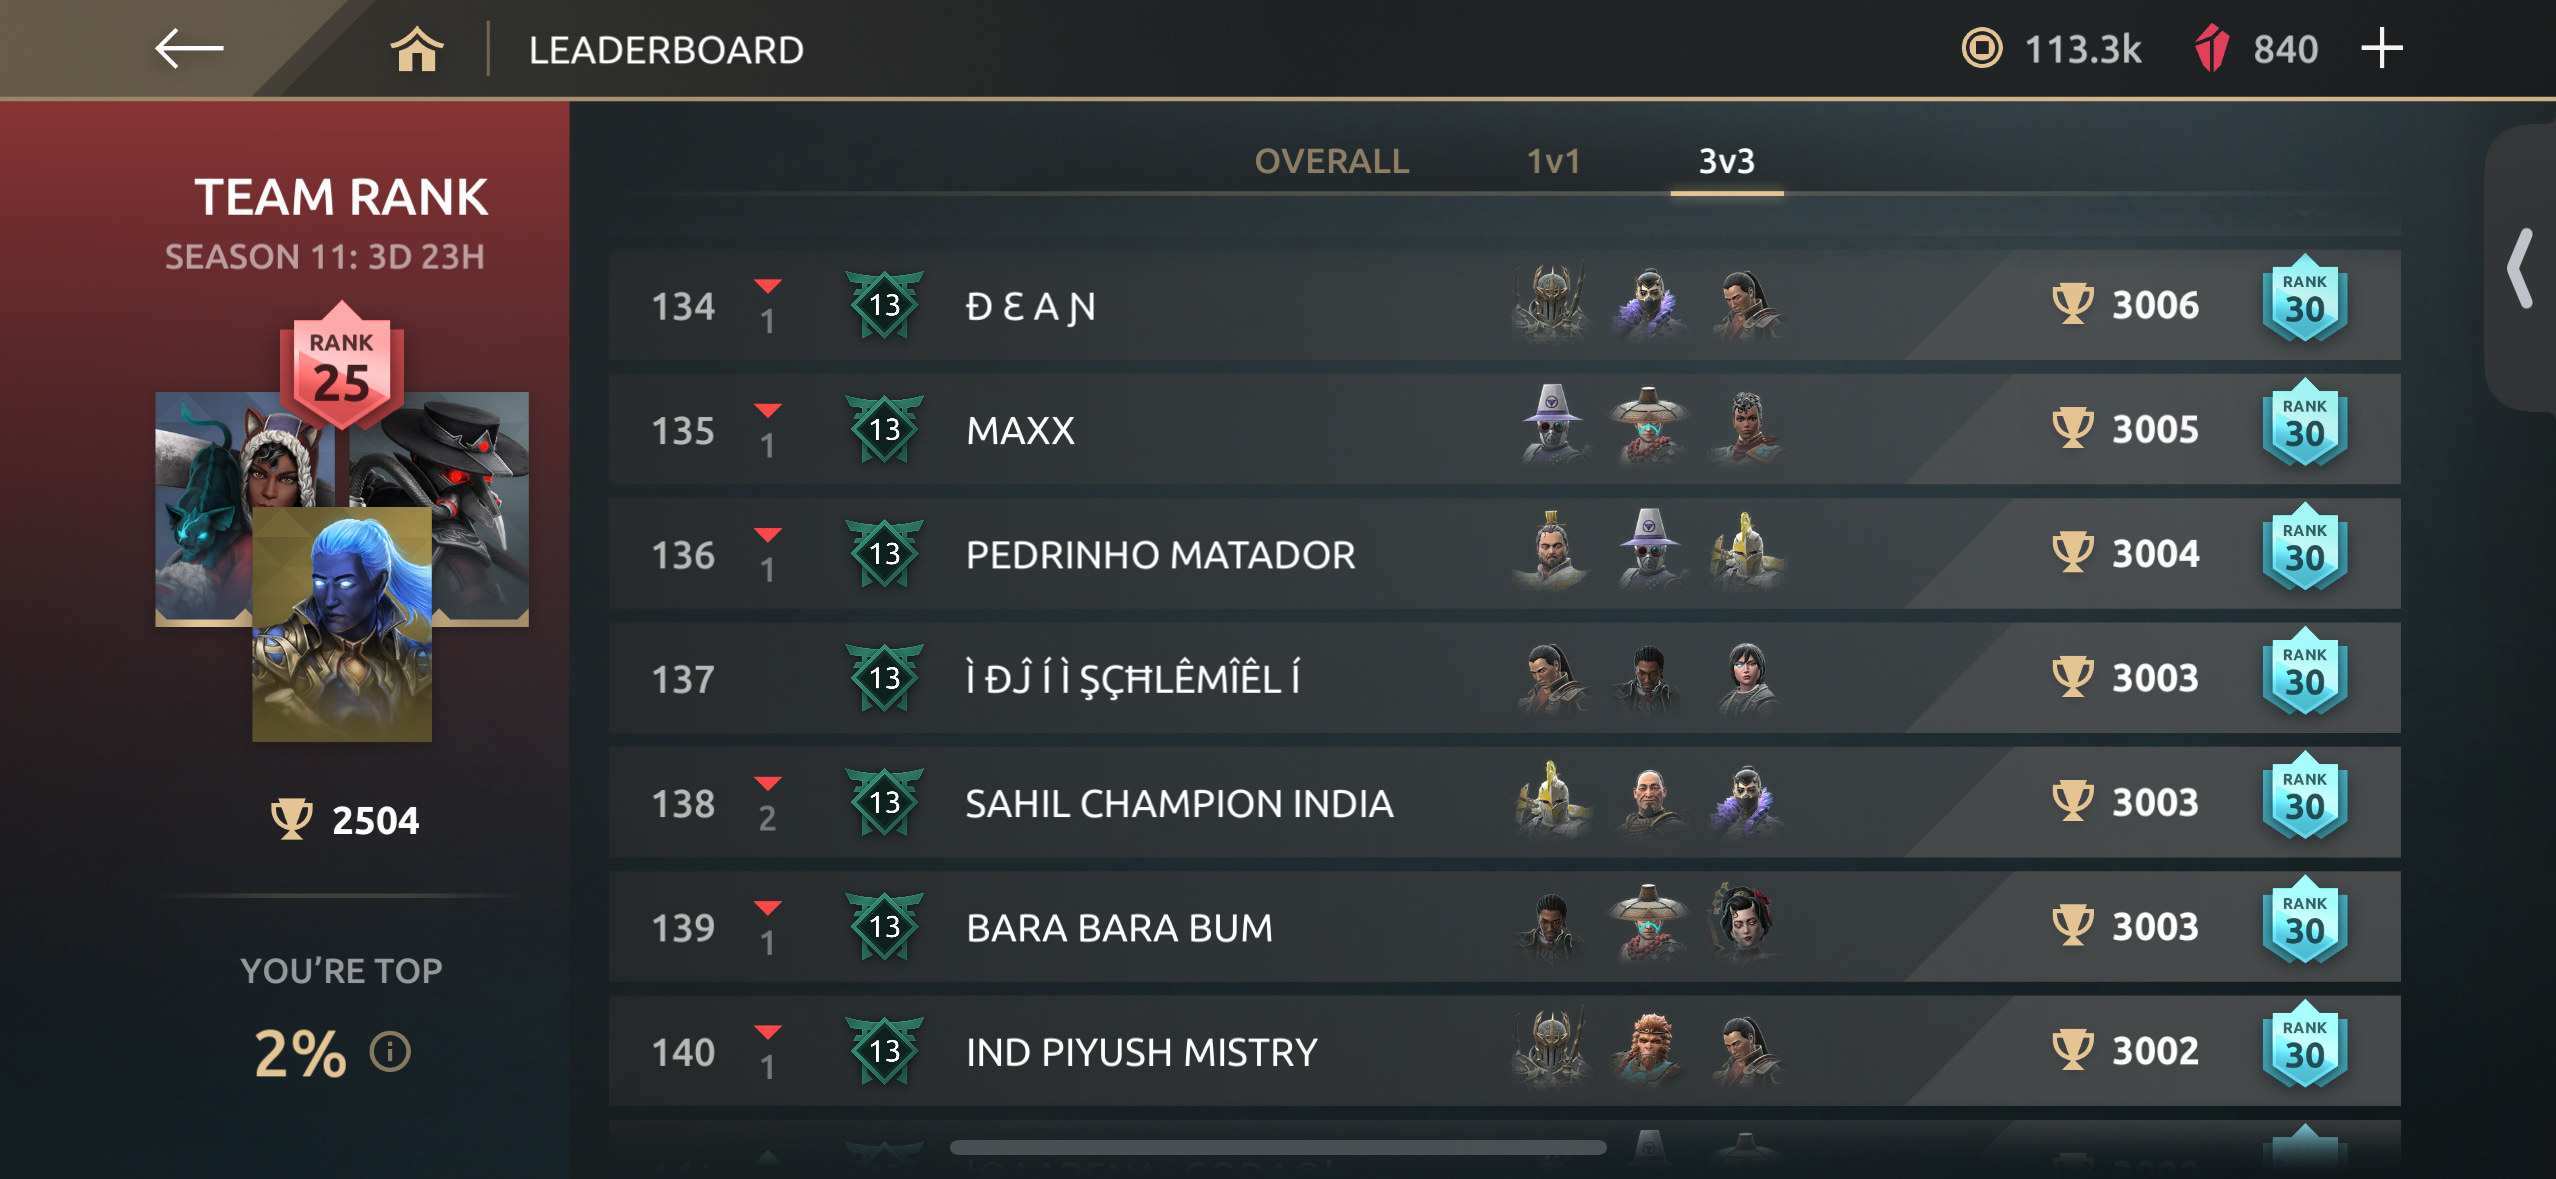 LEADERBOARD
113.3k
840
TEAM RANK
SEASON 11: 3D 23H
RANK
25
2504
YOU'RE TOP
2%
OVERALL
1v1
3v3
134 1 13 Đ Ɛ A Ɲ 3006 RANK 30
135 1 13 MAXX 3005 RANK 30
136 1 13 PEDRINHO MATADOR 3004 RANK 30
137 13 Ì ĐĴ Í Ì ŞÇĦLÊMÎÊL Í 3003 RANK 30
138 2 13 SAHIL CHAMPION INDIA 3003 RANK 30
139 1 13 BARA BARA BUM 3003 RANK 30
140 1 13 IND PIYUSH MISTRY 3002 RANK 30